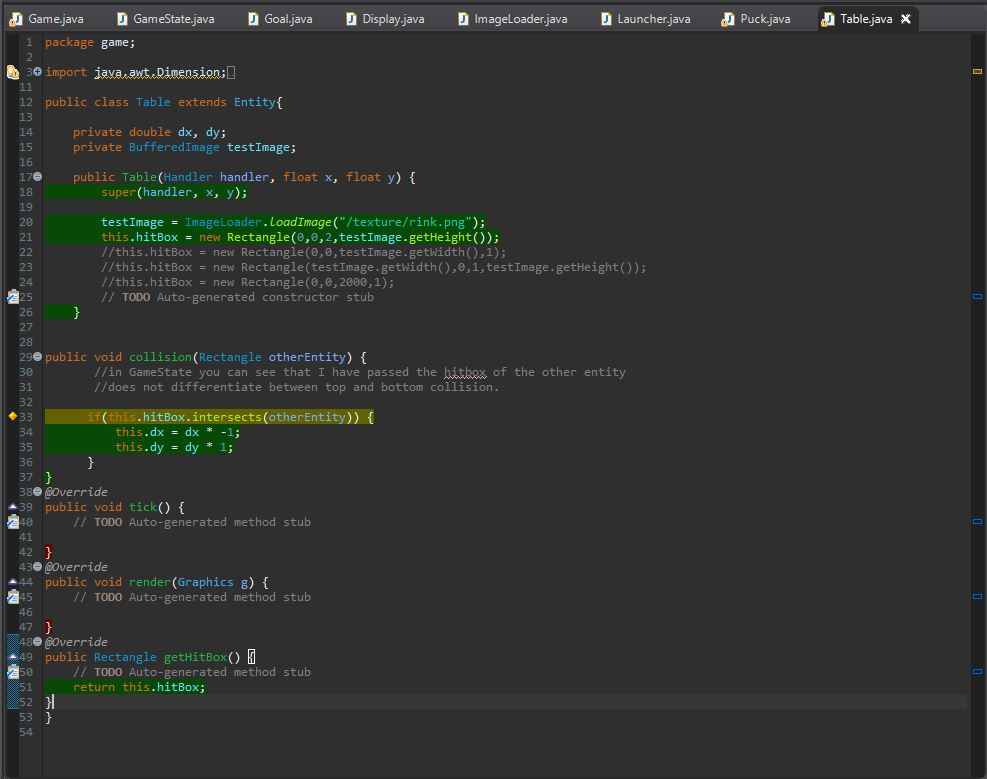 Game.java GameState.java Goal.java Display.java ImageLoader.java Launcher.java Puck.java Table.java
1 package game;
2
3 import java.awt.Dimension;
11
12 public class Table extends Entity{
13
14 private double dx, dy;
15 private BufferedImage testImage;
16
17 public Table(Handler handler, float x, float y) {
18 super(handler, x, y);
19
20 testImage = ImageLoader.loadImage("/texture/rink.png");
21 this.hitBox = new Rectangle(0,0,2,testImage.getHeight());
22 //this.hitBox = new Rectangle(0,0,testImage.getWidth(),1);
23 //this.hitBox = new Rectangle(testImage.getWidth(),0,1,testImage.getHeight());
24 //this.hitBox = new Rectangle(0,0,2000,1);
25 // TODO Auto-generated constructor stub
26 }
27
28
29 public void collision(Rectangle otherEntity) {
30 //in GameState you can see that I have passed the hitbox of the other entity
31 //does not differentiate between top and bottom collision.
32
33 if(this.hitBox.intersects(otherEntity)) {
34 this.dx = dx * -1;
35 this.dy = dy * 1;
36 }
37 }
38 @Override
39 public void tick() {
40 // TODO Auto-generated method stub
41
42 }
43 @Override
44 public void render(Graphics g) {
45 // TODO Auto-generated method stub
46
47 }
48 @Override
49 public Rectangle getHitBox() {
50 // TODO Auto-generated method stub
51 return this.hitBox;
52 }
53 }
54